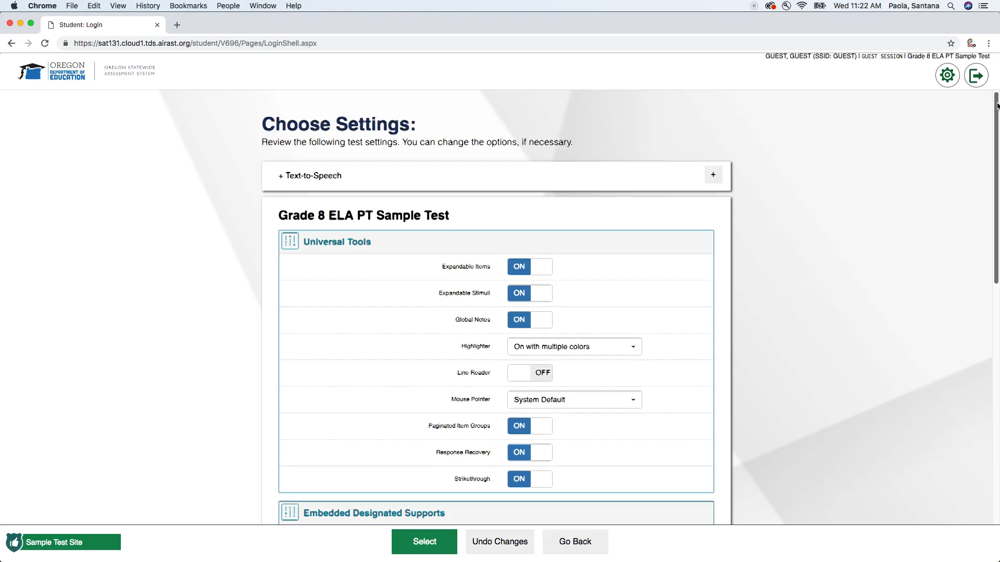 Chrome File Edit View History Bookmarks People Window Help Wed 11:22 AM Paola, Santana
Student: Login
https://sat131.cloud1.tds.airast.org/student/V696/Pages/LoginShell.aspx
GUEST, GUEST (SSID: GUEST) | GUEST SESSION | Grade 8 ELA PT Sample Test
OREGON
DEPARTMENT OF
EDUCATION
OREGON STATEWIDE
ASSESSMENT SYSTEM
Choose Settings:
Review the following test settings. You can change the options, if necessary.
+ Text-to-Speech +
Grade 8 ELA PT Sample Test
Universal Tools
Expandable Items ON
Expandable Stimuli ON
Global Notes ON
Highlighter On with multiple colors
Line Reader OFF
Mouse Pointer System Default
Paginated Item Groups ON
Response Recovery ON
Strikethrough ON
Embedded Designated Supports
Sample Test Site
Select Undo Changes Go Back